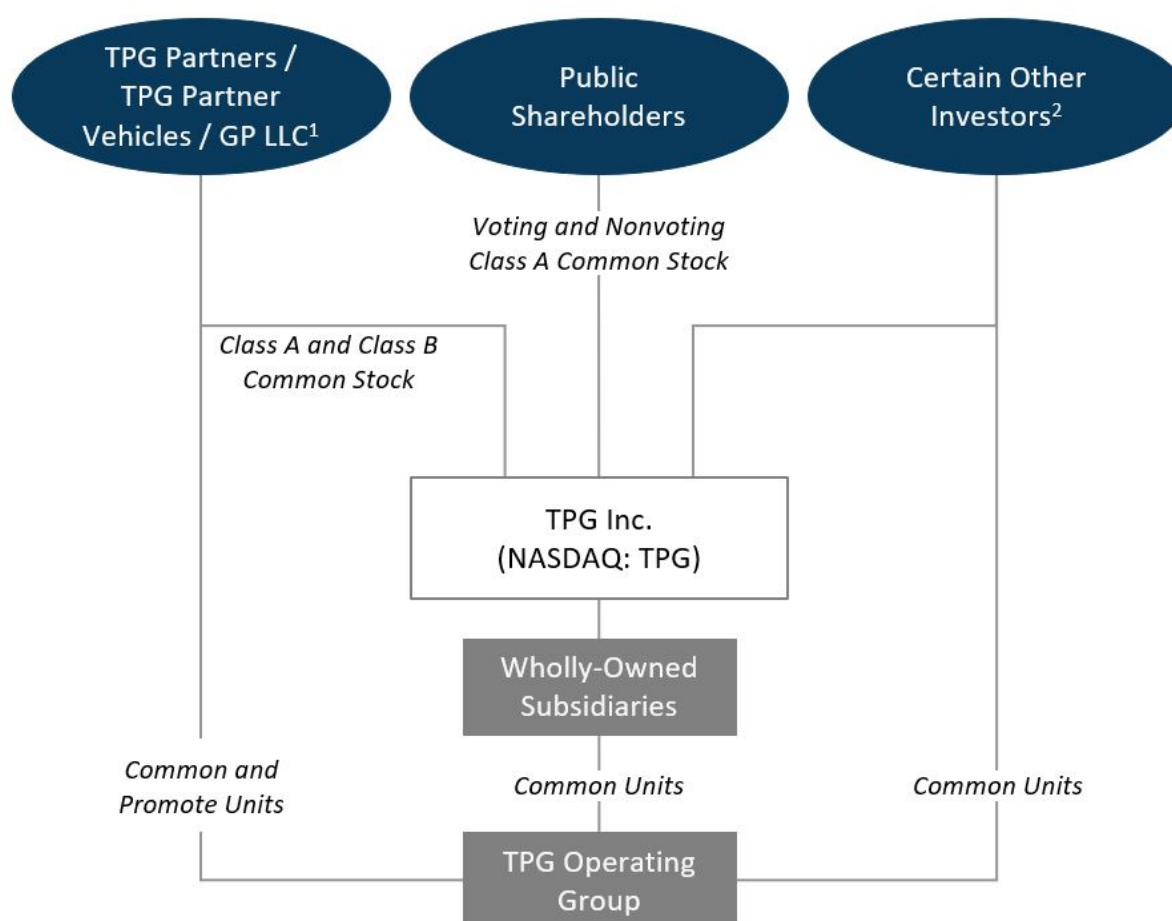 TPG Partners /
TPG Partner
Vehicles / GP LLC¹
Public
Shareholders
Certain Other
Investors²
Voting and Nonvoting
Class A Common Stock
Class A and Class B
Common Stock
TPG Inc.
(NASDAQ: TPG)
Wholly-Owned
Subsidiaries
Common and
Promote Units
Common Units
Common Units
TPG Operating
Group